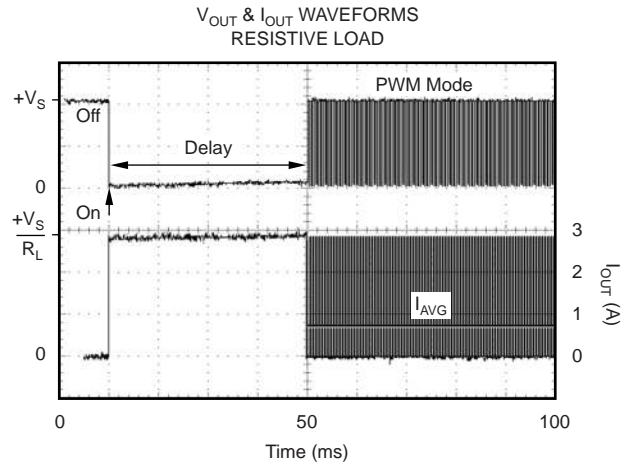 VOUT & IOUT WAVEFORMS
RESISTIVE LOAD
+VS
PWM Mode
Off
Delay
0
On
+VS
RL
3
2
IAVG
1
IOUT (A)
0
0
0
50
100
Time (ms)